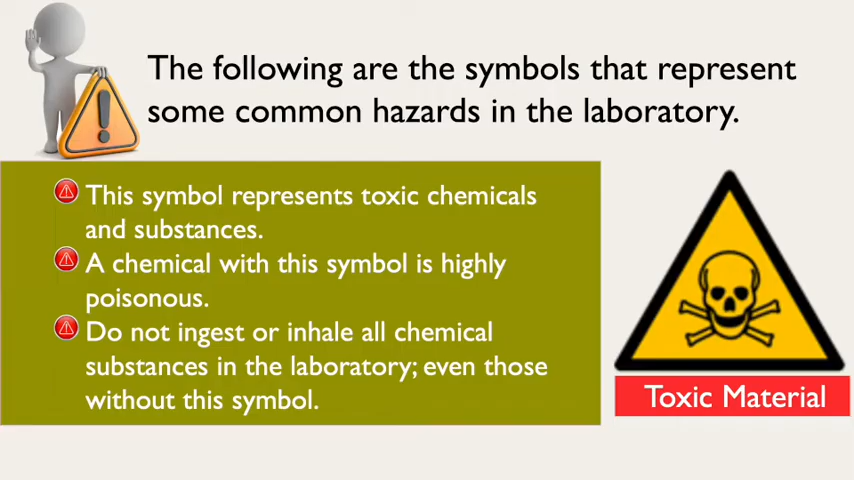 The following are the symbols that represent
some common hazards in the laboratory.
This symbol represents toxic chemicals
and substances.
A chemical with this symbol is highly
poisonous.
Do not ingest or inhale all chemical
substances in the laboratory; even those
without this symbol.
Toxic Material